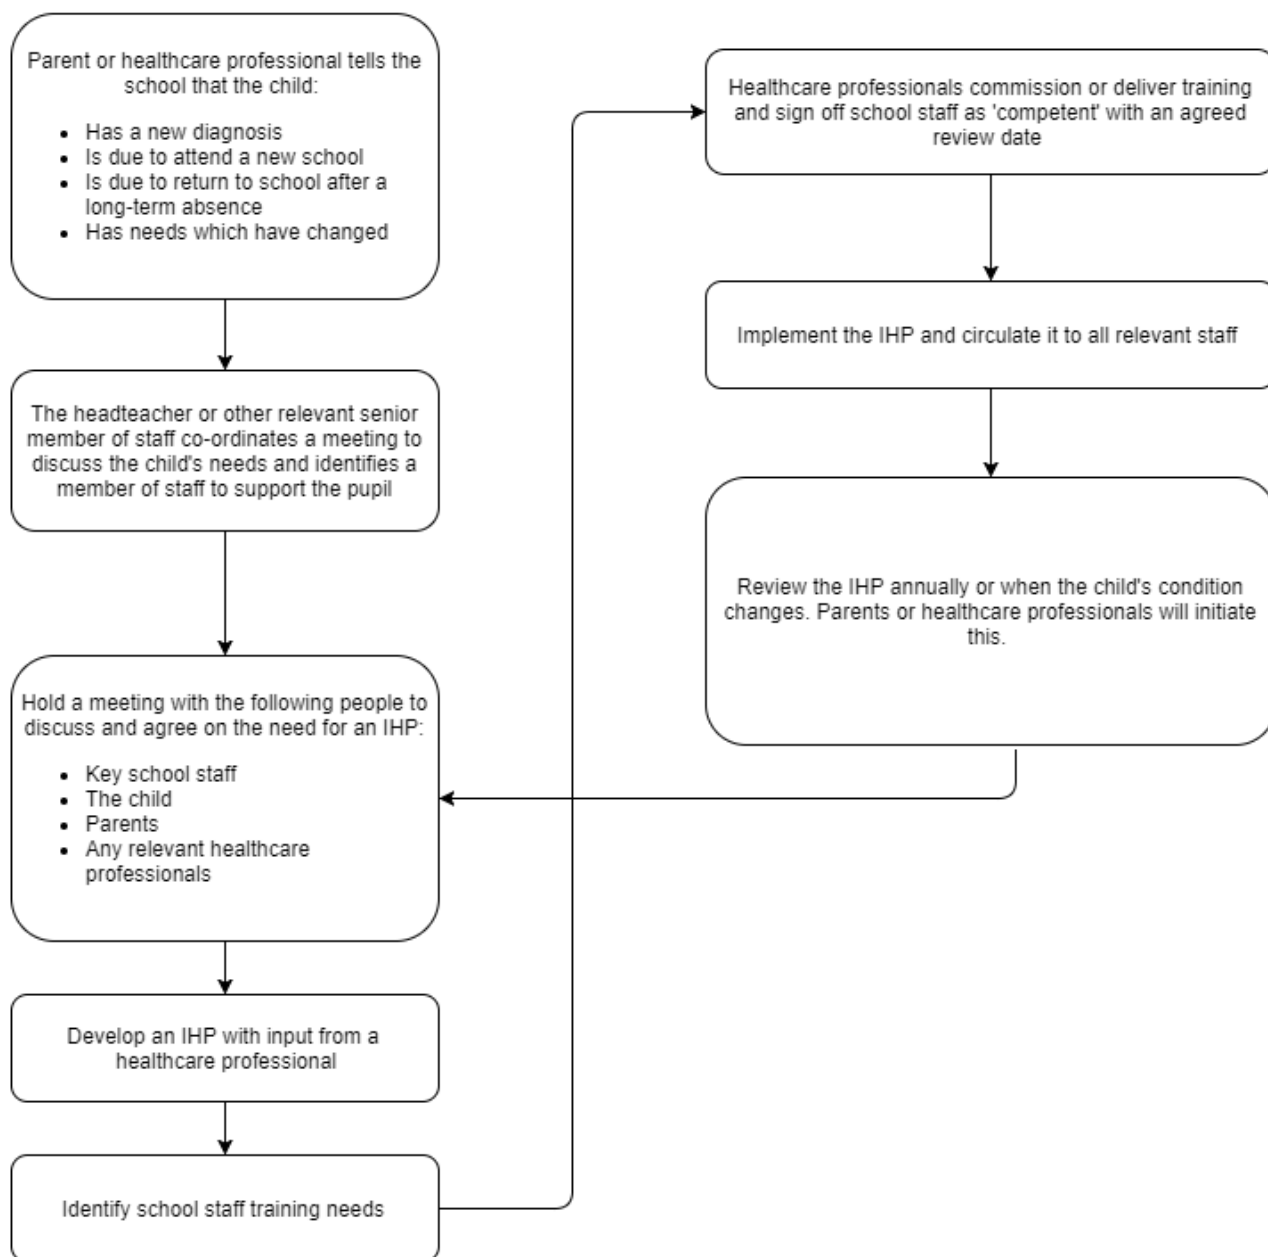 Parent or healthcare professional tells the
school that the child:
• Has a new diagnosis
• Is due to attend a new school
• Is due to return to school after a
long-term absence
• Has needs which have changed
The headteacher or other relevant senior
member of staff co-ordinates a meeting to
discuss the child's needs and identifies a
member of staff to support the pupil
Hold a meeting with the following people to
discuss and agree on the need for an IHP:
• Key school staff
• The child
• Parents
• Any relevant healthcare
professionals
Develop an IHP with input from a
healthcare professional
Identify school staff training needs
Healthcare professionals commission or deliver training
and sign off school staff as 'competent' with an agreed
review date
Implement the IHP and circulate it to all relevant staff
Review the IHP annually or when the child's condition
changes. Parents or healthcare professionals will initiate
this.